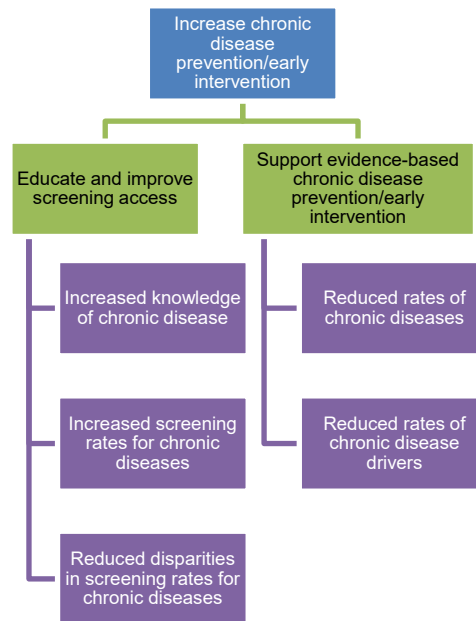 Increase chronic
disease
prevention/early
intervention
Educate and improve
screening access
Support evidence-based
chronic disease
prevention/early
intervention
Increased knowledge
of chronic disease
Increased screening
rates for chronic
diseases
Reduced disparities
in screening rates for
chronic diseases
Reduced rates of
chronic diseases
Reduced rates of
chronic disease
drivers